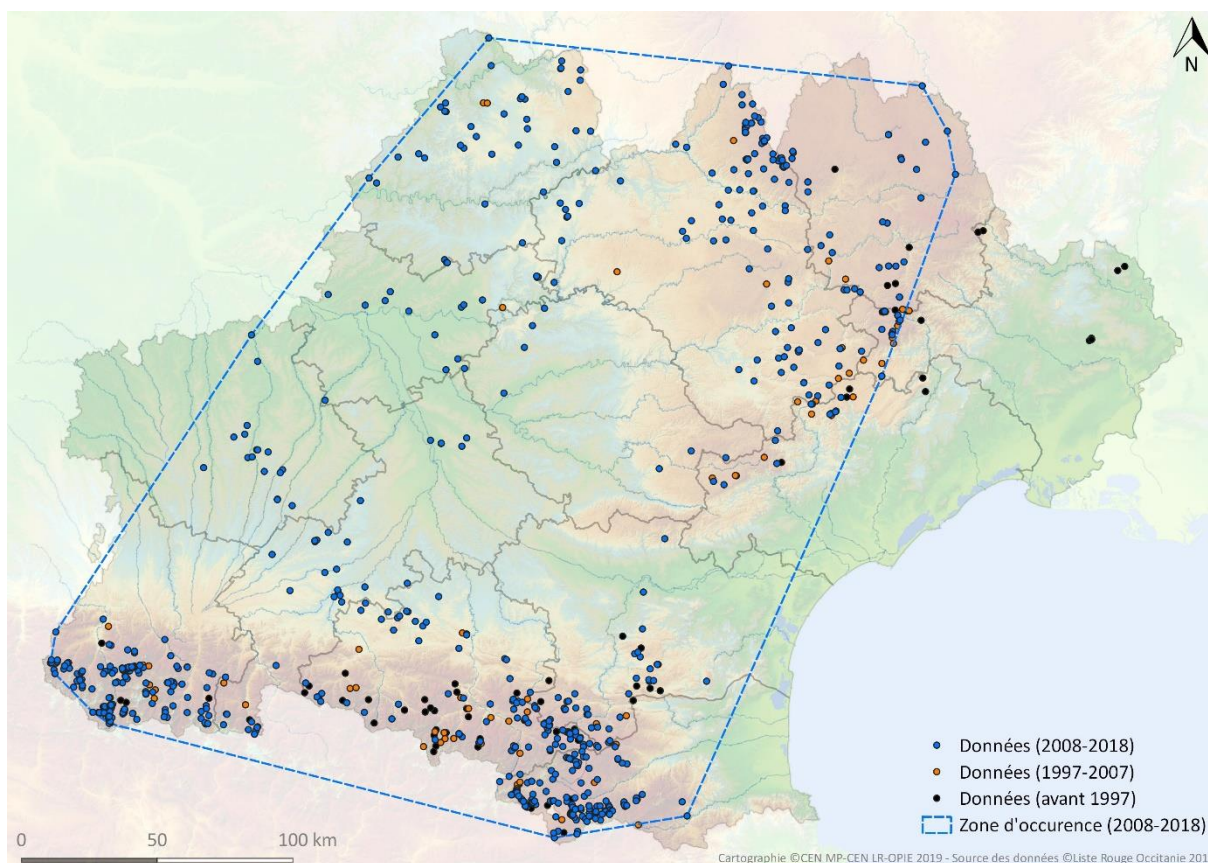 N
Données (2008-2018)
Données (1997-2007)
Données (avant 1997)
Zone d'occurence (2008-2018)
0 50 100 km
Cartographie ©CEN MP-CEN LR-OPIE 2019 - Source des données ©Liste Rouge Occitanie 201